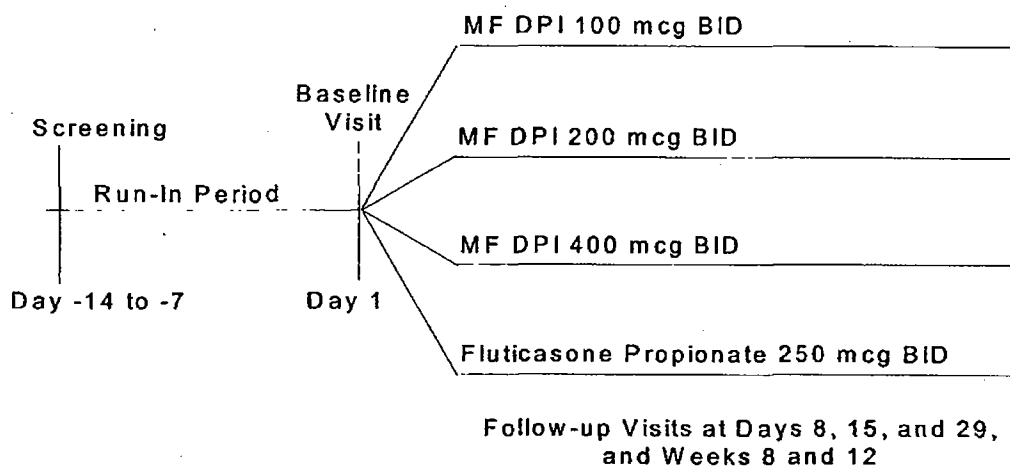 MF DPI 100 mcg BID
Baseline
Visit
Screening
MF DPI 200 mcg BID
Run-In Period
MF DPI 400 mcg BID
Day -14 to -7
Day 1
Fluticasone Propionate 250 mcg BID
Follow-up Visits at Days 8, 15, and 29,
and Weeks 8 and 12